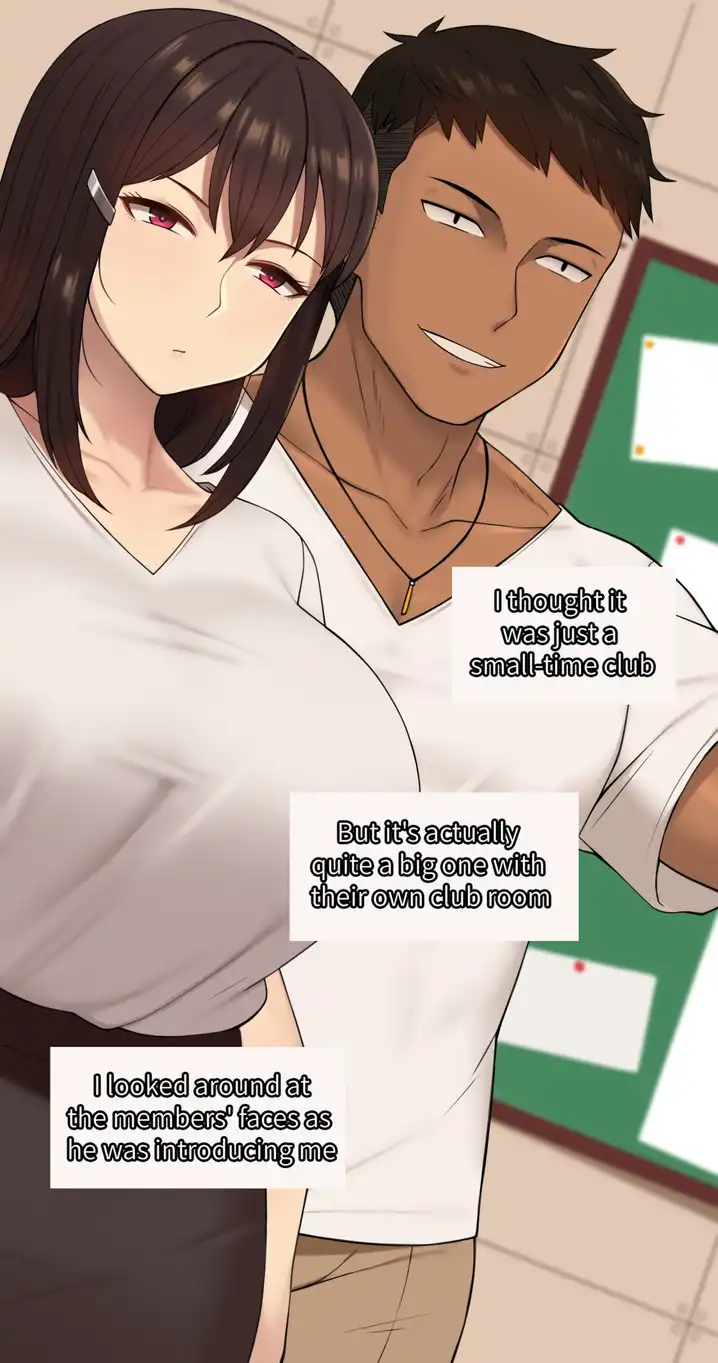 I thought it
was just a
small-time club
But it's actually
quite a big one with
their own club room
I looked around at
the members' faces as
he was introducing me